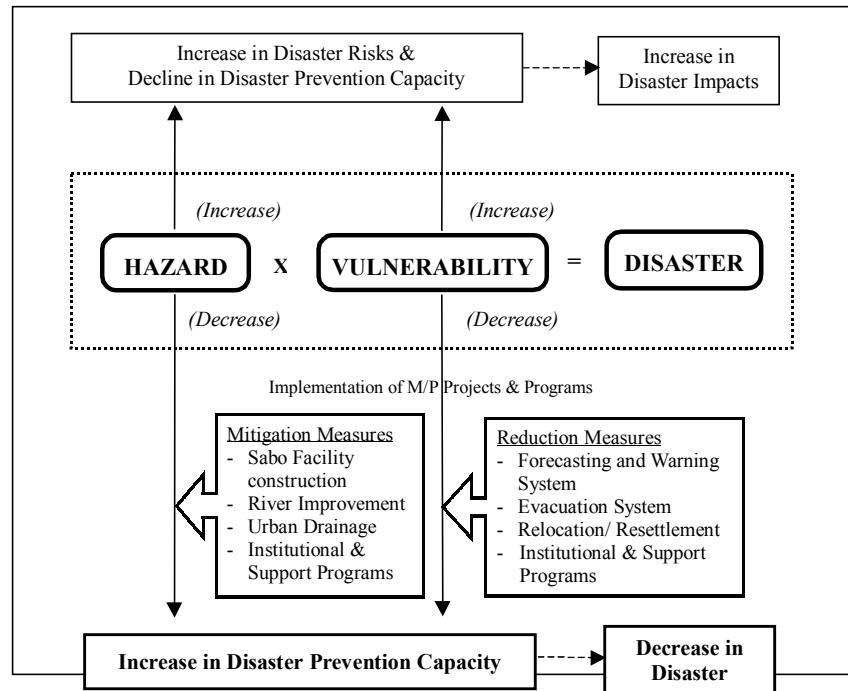 Increase in Disaster Risks &
Decline in Disaster Prevention Capacity
Increase in
Disaster Impacts
(Increase)
(Increase)
HAZARD X VULNERABILITY = DISASTER
(Decrease)
(Decrease)
Implementation of M/P Projects & Programs
Mitigation Measures
- Sabo Facility
construction
- River Improvement
- Urban Drainage
- Institutional &
Support Programs
Reduction Measures
- Forecasting and Warning
System
- Evacuation System
- Relocation/ Resettlement
- Institutional & Support
Programs
Increase in Disaster Prevention Capacity
Decrease in
Disaster